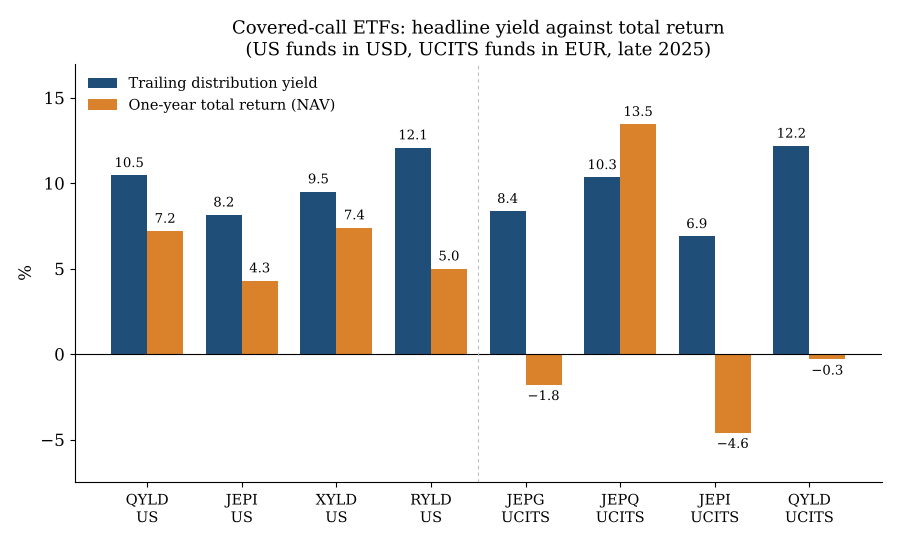 Covered-call ETFs: headline yield against total return
(US funds in USD, UCITS funds in EUR, late 2025)
Trailing distribution yield
One-year total return (NAV)
%
15
10
5
0
−5
10.5
7.2
8.2
4.3
9.5
7.4
12.1
5.0
8.4
−1.8
10.3
13.5
6.9
−4.6
12.2
−0.3
QYLD
US
JEPI
US
XYLD
US
RYLD
US
JEPG
UCITS
JEPQ
UCITS
JEPI
UCITS
QYLD
UCITS